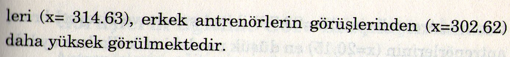 leri (x= 314.63), erkek antrenörlerin görüşlerinden (x=302.62)
daha yüksek görülmektedir.